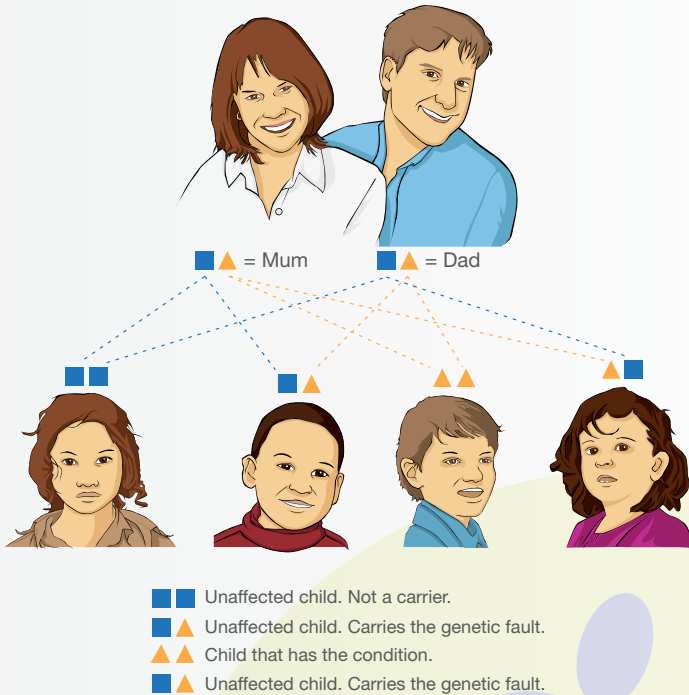 = Mum = Dad
Unaffected child. Not a carrier.
Unaffected child. Carries the genetic fault.
Child that has the condition.
Unaffected child. Carries the genetic fault.